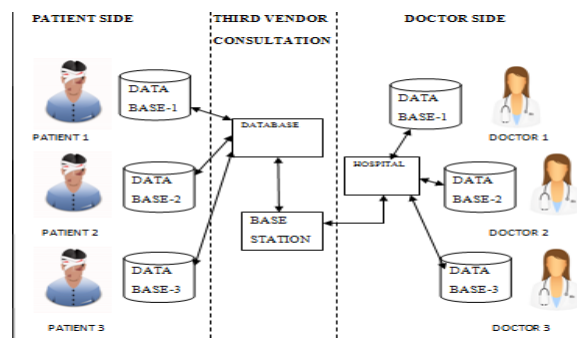 PATIENT SIDE
THIRD VENDOR
CONSULTATION
DOCTOR SIDE
DATA
BASE-1
PATIENT 1
DATA
BASE-2
PATIENT 2
DATA
BASE-3
PATIENT 3
DATABASE
BASE
STATION
HOSPITAL
DATA
BASE-1
DOCTOR 1
DATA
BASE-2
DOCTOR 2
DATA
BASE-3
DOCTOR 3